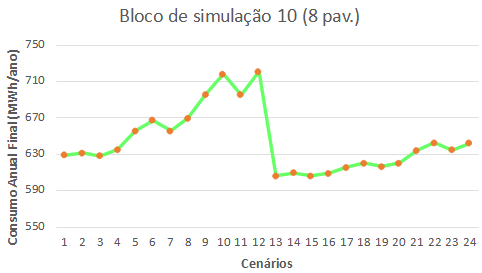 Bloco de simulação 10 (8 pav.)
Consumo Anual Final (MWh/ano)
750
710
670
630
590
550
1 2 3 4 5 6 7 8 9 10 11 12 13 14 15 16 17 18 19 20 21 22 23 24
Cenários